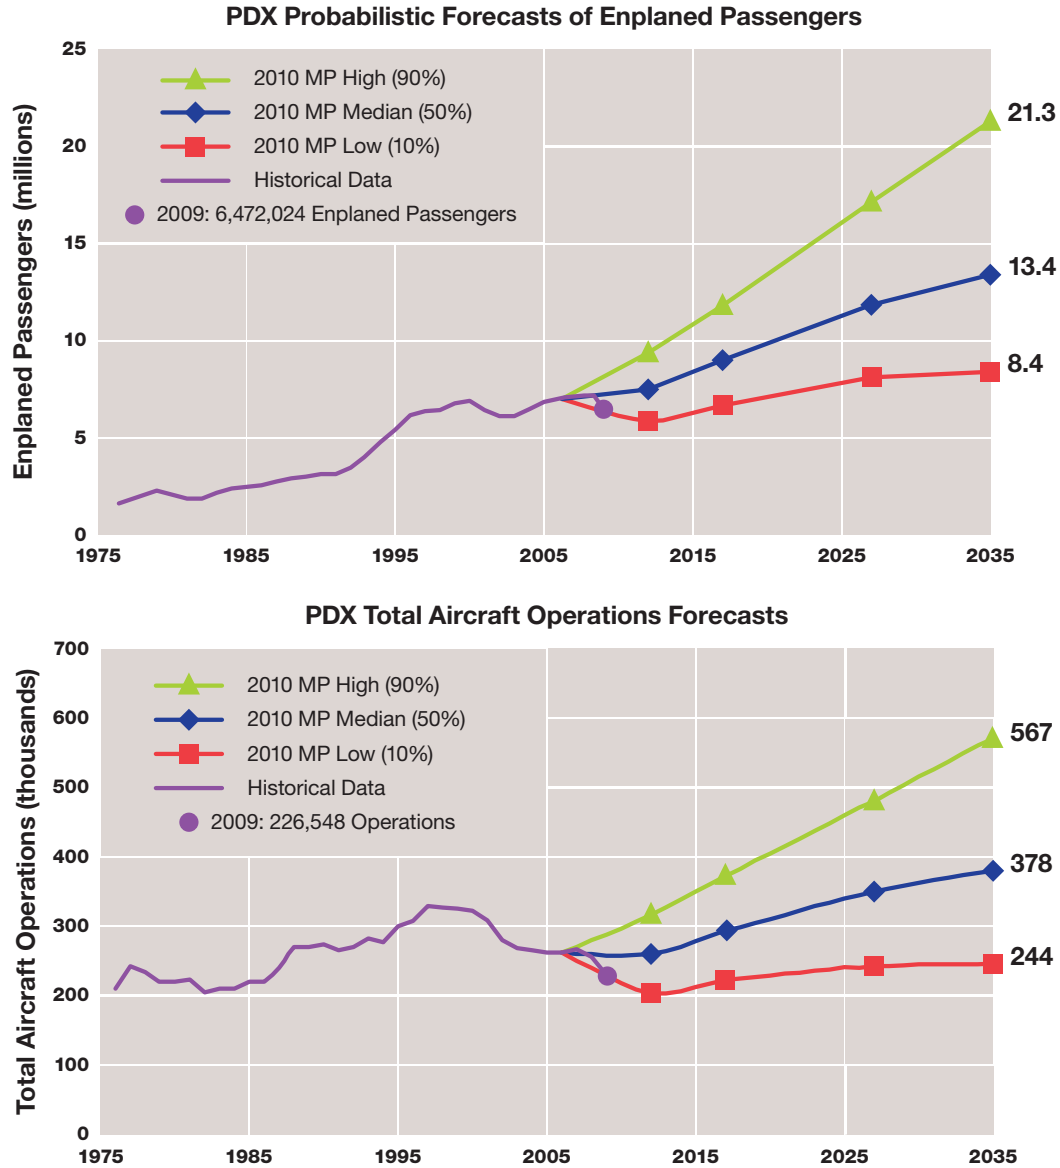 PDX Probabilistic Forecasts of Enplaned Passengers
Enplaned Passengers (millions)
25
20
15
10
5
0
2010 MP High (90%)
2010 MP Median (50%)
2010 MP Low (10%)
Historical Data
2009: 6,472,024 Enplaned Passengers
21.3
13.4
8.4
1975
1985
1995
2005
2015
2025
2035
PDX Total Aircraft Operations Forecasts
Total Aircraft Operations (thousands)
700
600
500
400
300
200
100
0
2010 MP High (90%)
2010 MP Median (50%)
2010 MP Low (10%)
Historical Data
2009: 226,548 Operations
567
378
244
1975
1985
1995
2005
2015
2025
2035